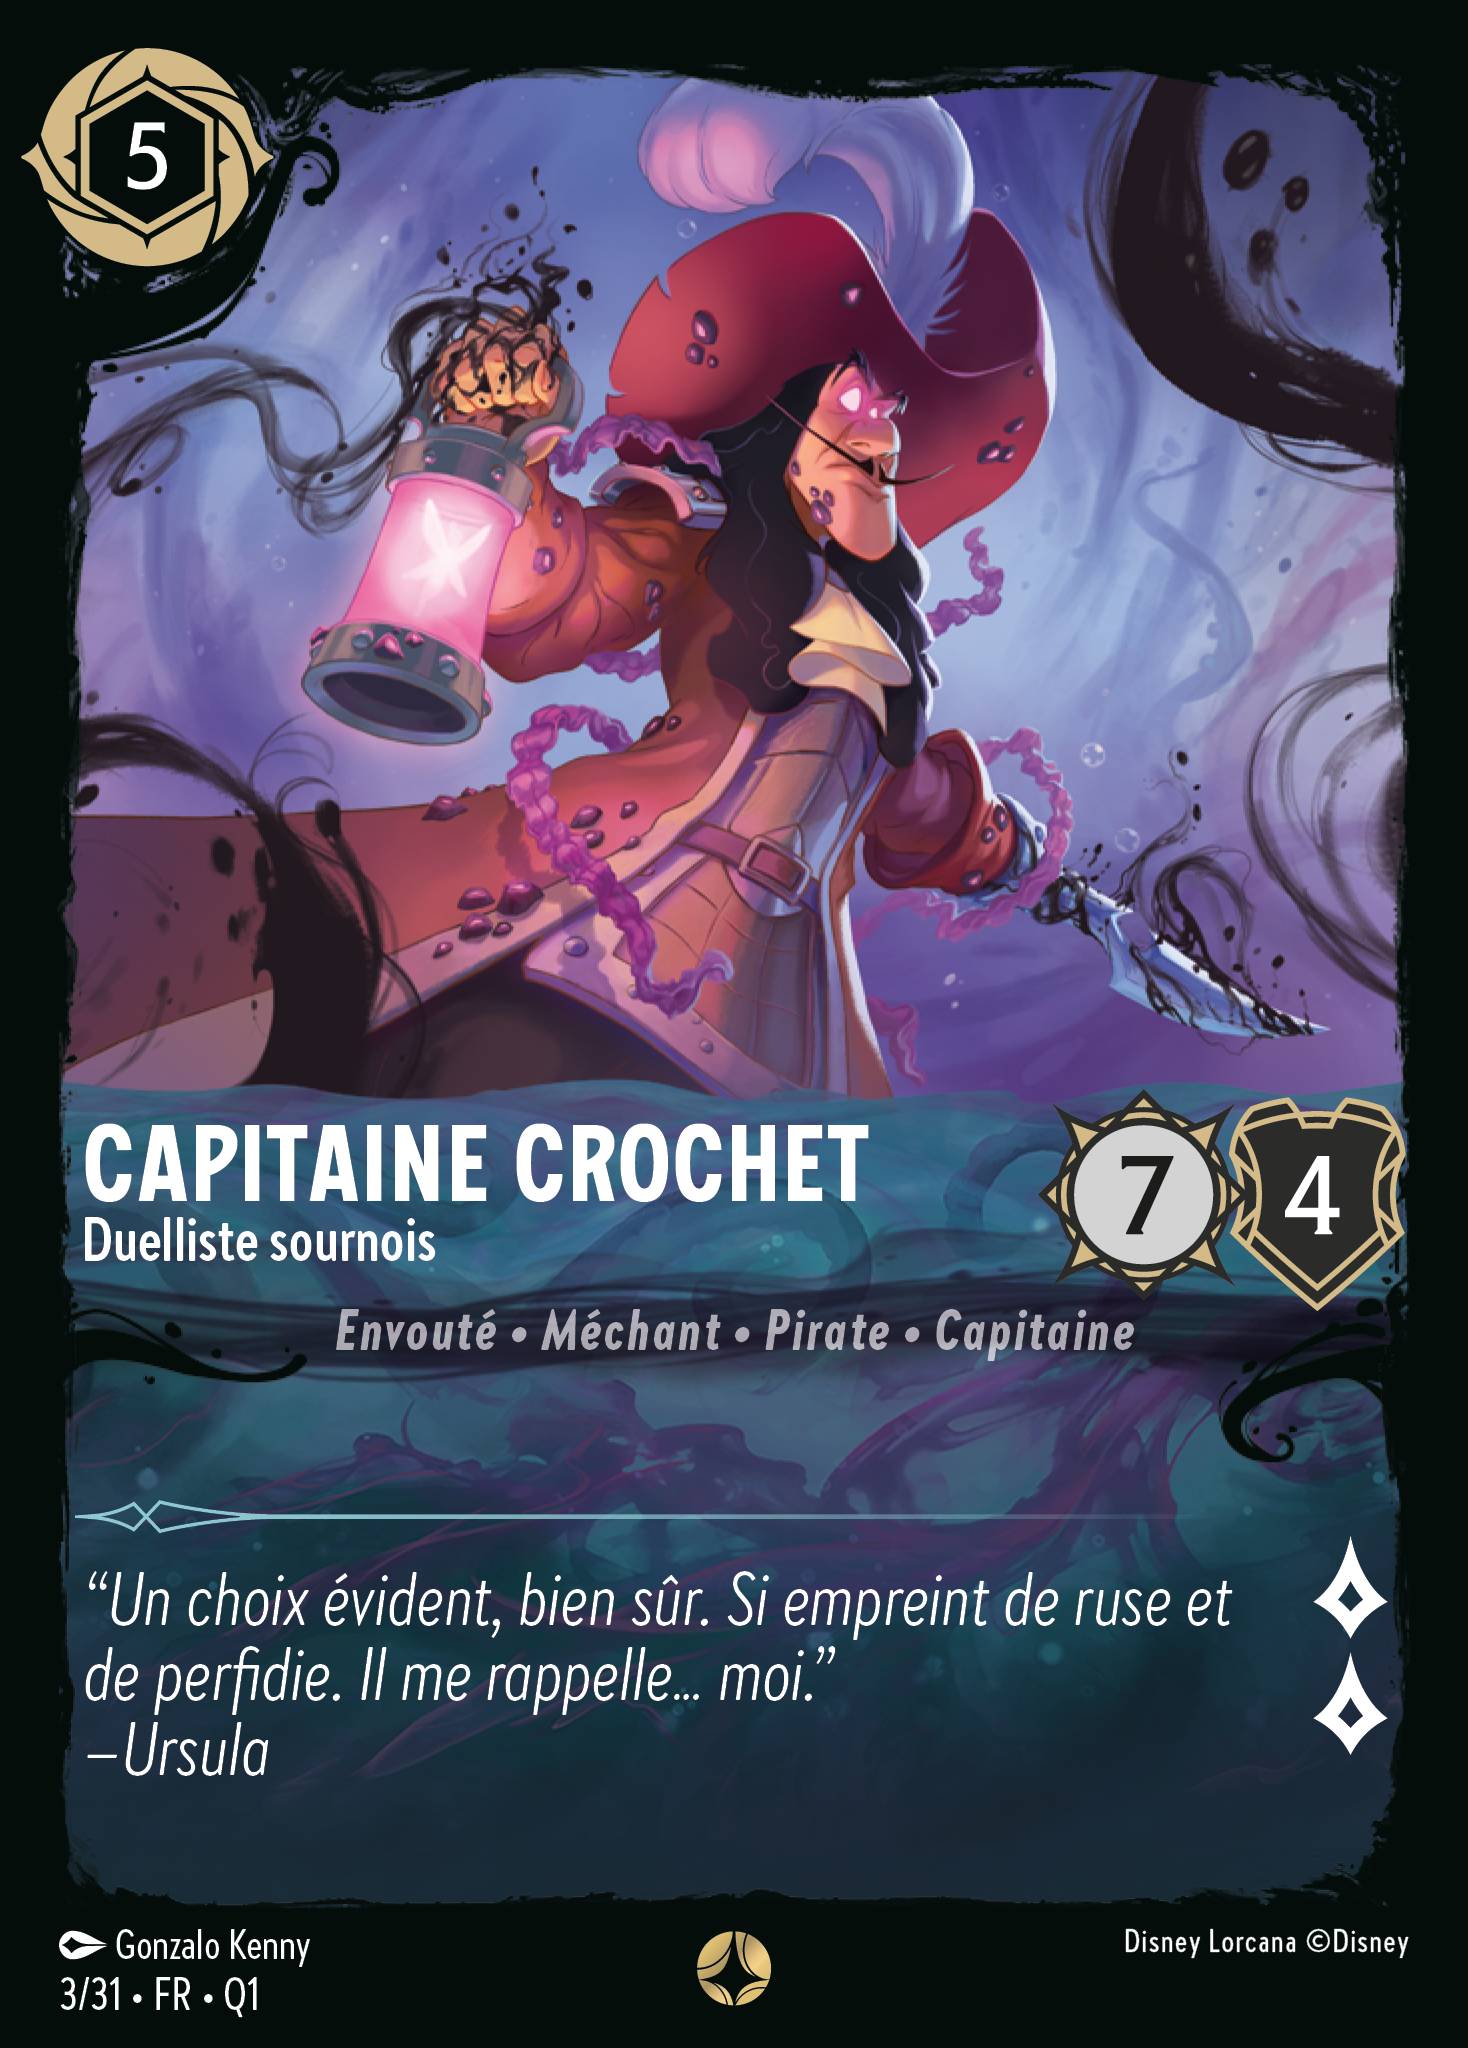 5
CAPITAINE CROCHET
Duelliste sournois
7
4
Envouté • Méchant • Pirate • Capitaine
“Un choix évident, bien sûr. Si empreint de ruse et
de perfidie. Il me rappelle... moi.”
–Ursula
Gonzalo Kenny
Disney Lorcana ©Disney
3/31 • FR • Q1